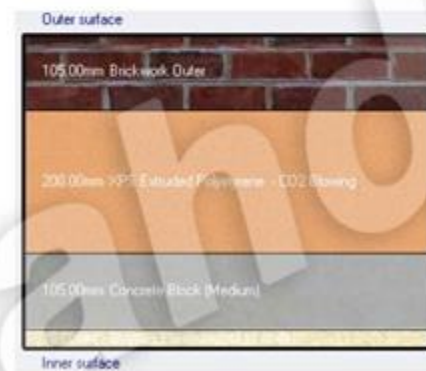 Outer surface
105.00mm Brickwork Outer
200.00mm XPS Extruded Polystyrene - CO2 Blowing
105.00mm Concrete Block (Medium)
Inner surface